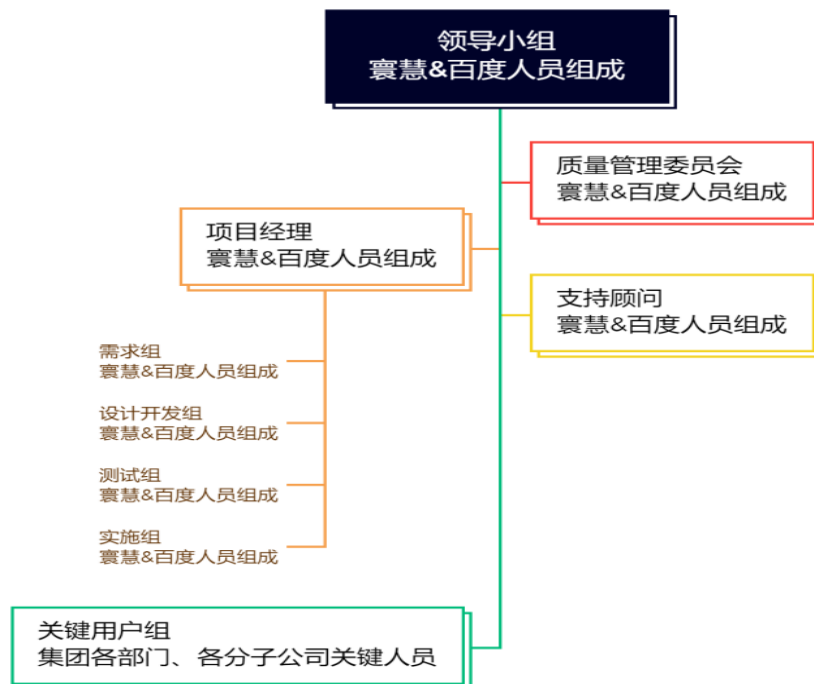 领导小组
寰慧&百度人员组成
质量管理委员会
寰慧&百度人员组成
项目经理
寰慧&百度人员组成
支持顾问
寰慧&百度人员组成
需求组
寰慧&百度人员组成
设计开发组
寰慧&百度人员组成
测试组
寰慧&百度人员组成
实施组
寰慧&百度人员组成
关键用户组
集团各部门、各分子公司关键人员